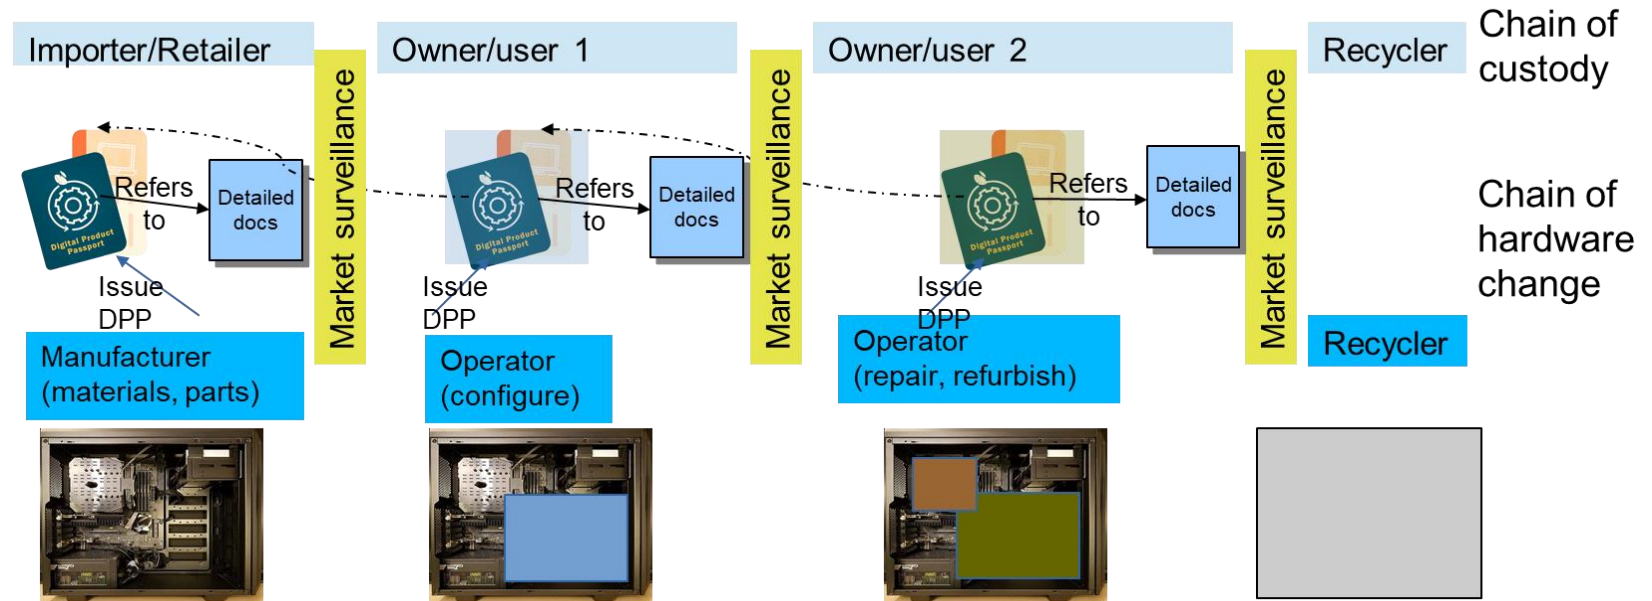 Importer/Retailer
Owner/user 1
Owner/user 2
Recycler
Chain of
custody
Market surveillance
Market surveillance
Market surveillance
Refers
to
Detailed
docs
Digital Product
Passport
Refers
to
Detailed
docs
Digital Product
Passport
Refers
to
Detailed
docs
Digital Product
Passport
Chain of
hardware
change
Issue
DPP
Issue
DPP
Issue
DPP
Manufacturer
(materials, parts)
Operator
(configure)
Operator
(repair, refurbish)
Recycler